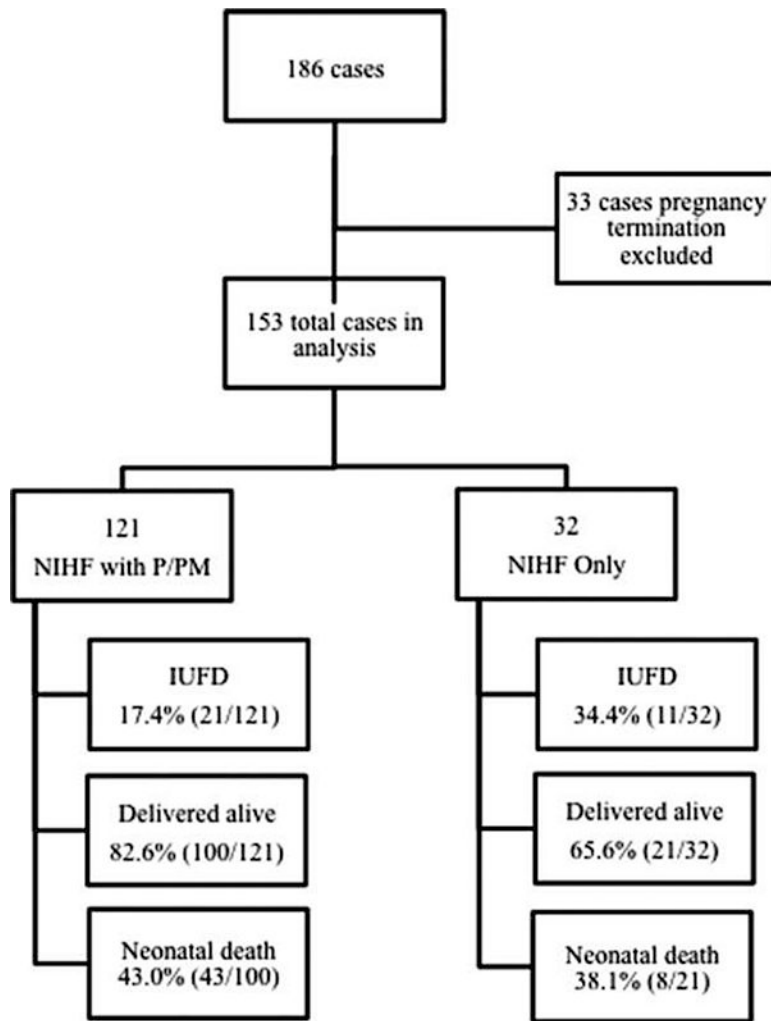 186 cases
33 cases pregnancy
termination
excluded
153 total cases in
analysis
121
NIHF with P/PM
32
NIHF Only
IUFD
17.4% (21/121)
IUFD
34.4% (11/32)
Delivered alive
82.6% (100/121)
Delivered alive
65.6% (21/32)
Neonatal death
43.0% (43/100)
Neonatal death
38.1% (8/21)